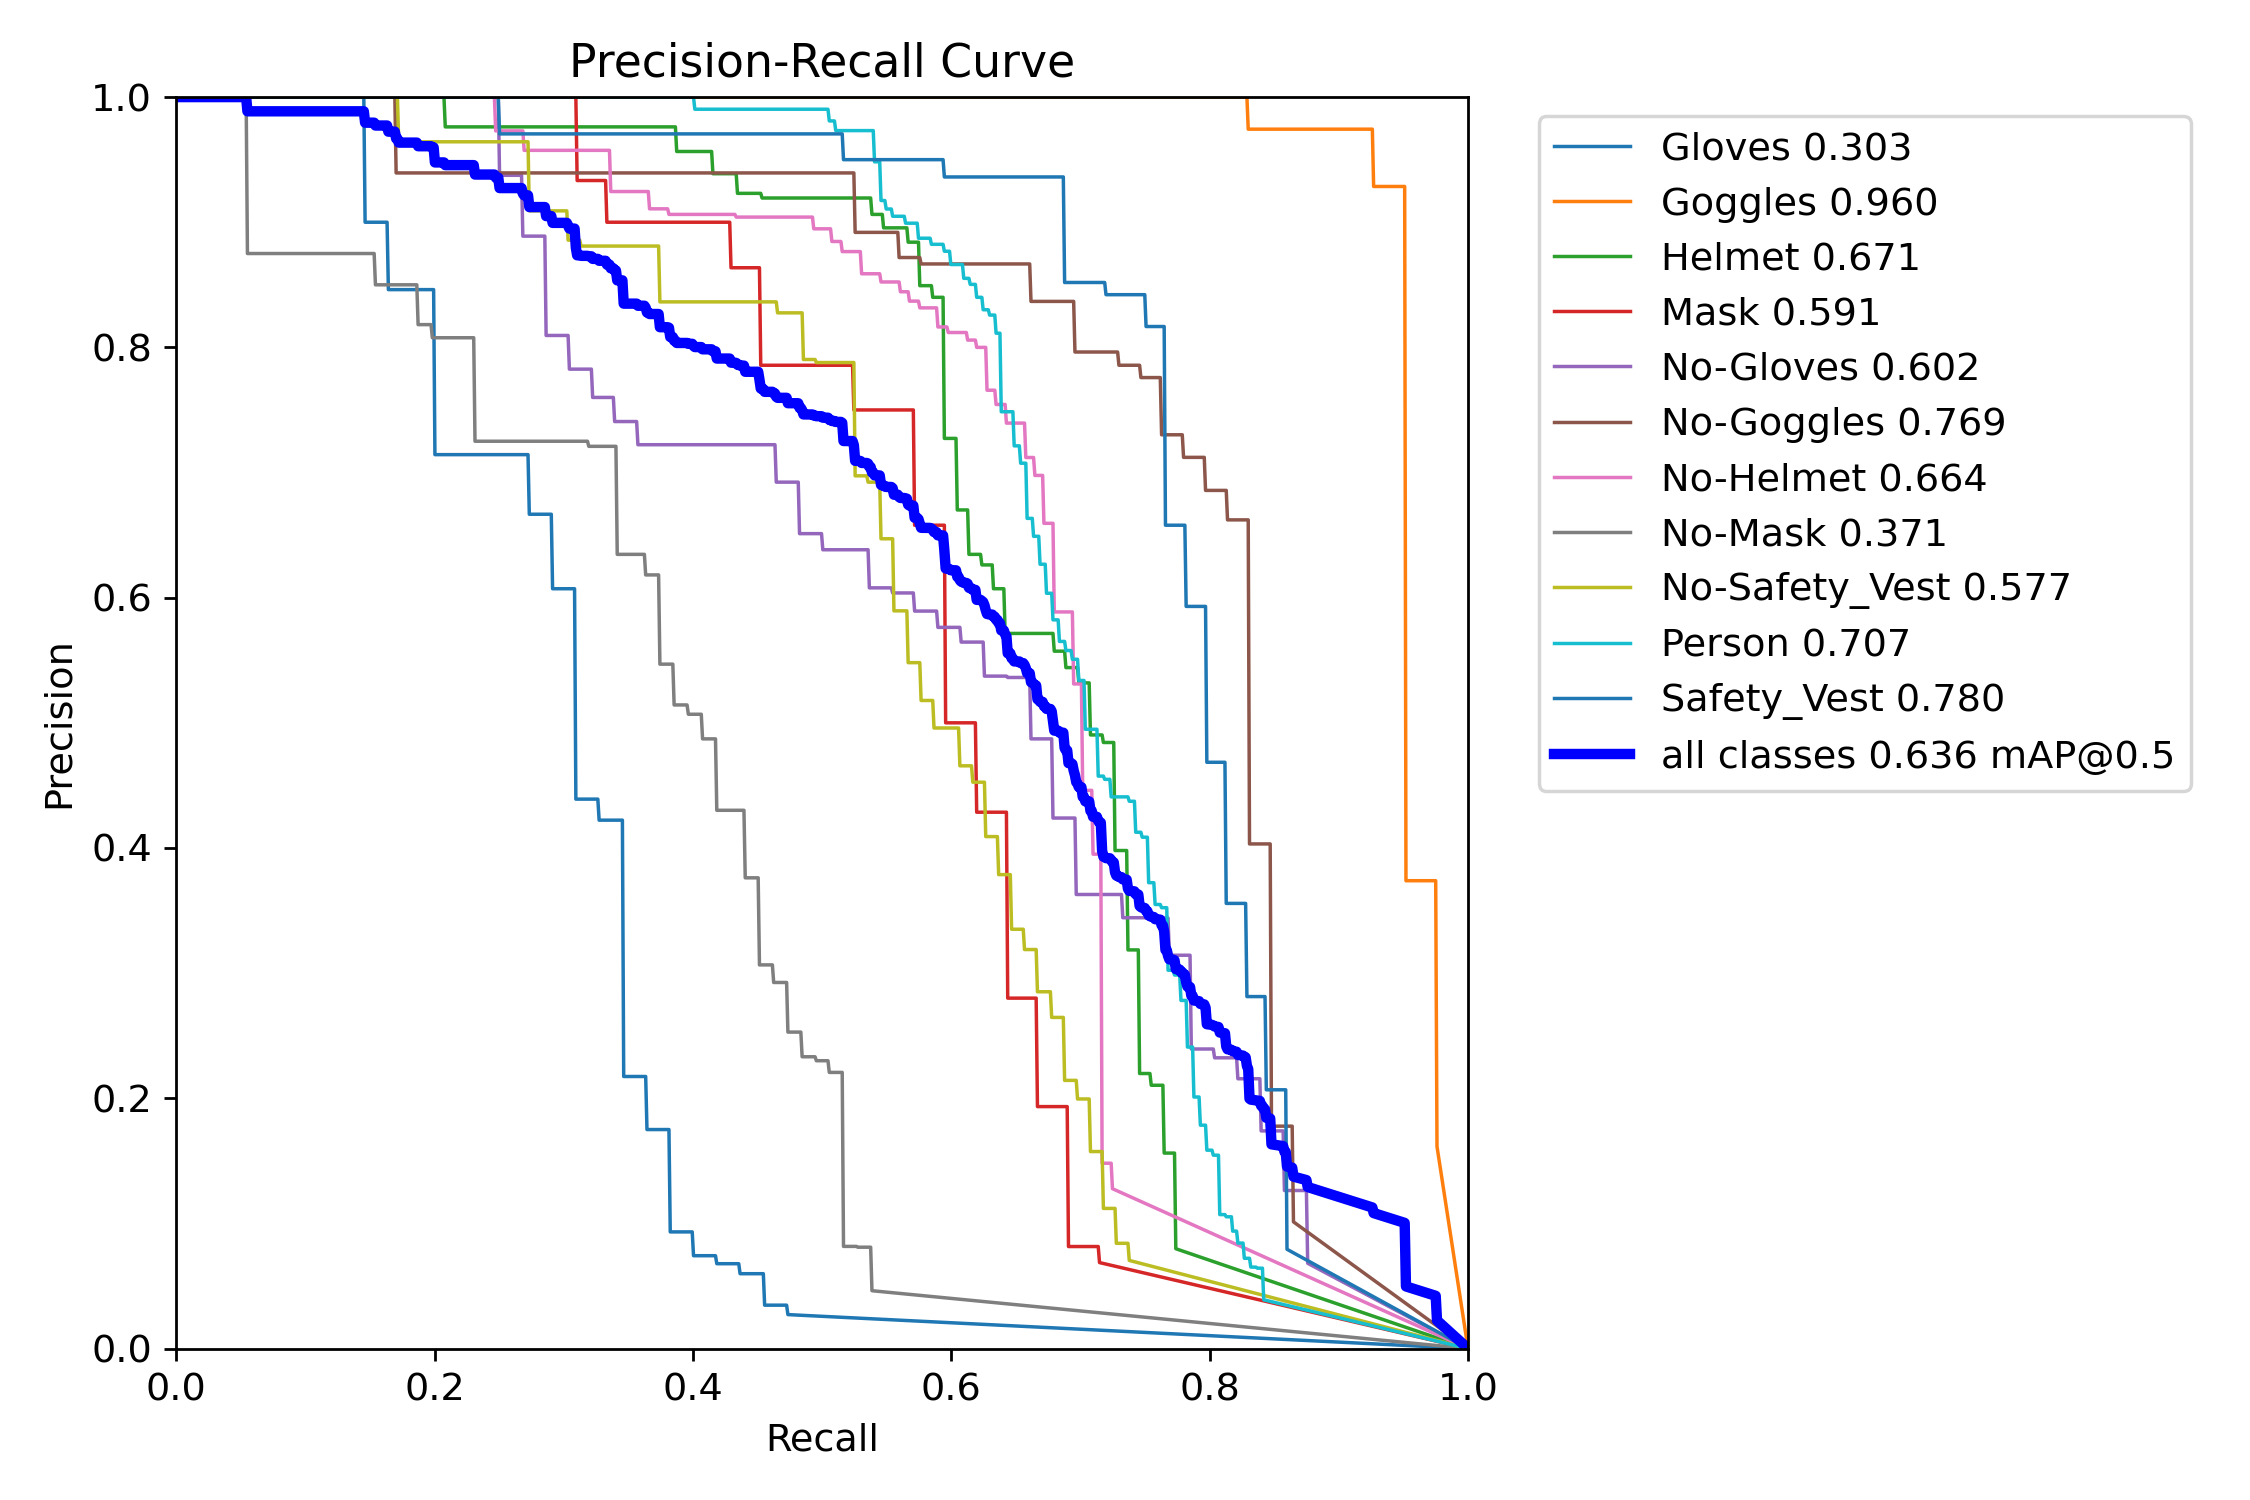 Precision-Recall Curve
1.0
0.8
0.6
0.4
0.2
0.0
Precision
0.0 0.2 0.4 0.6 0.8 1.0
Recall
Gloves 0.303
Goggles 0.960
Helmet 0.671
Mask 0.591
No-Gloves 0.602
No-Goggles 0.769
No-Helmet 0.664
No-Mask 0.371
No-Safety_Vest 0.577
Person 0.707
Safety_Vest 0.780
all classes 0.636 mAP@0.5